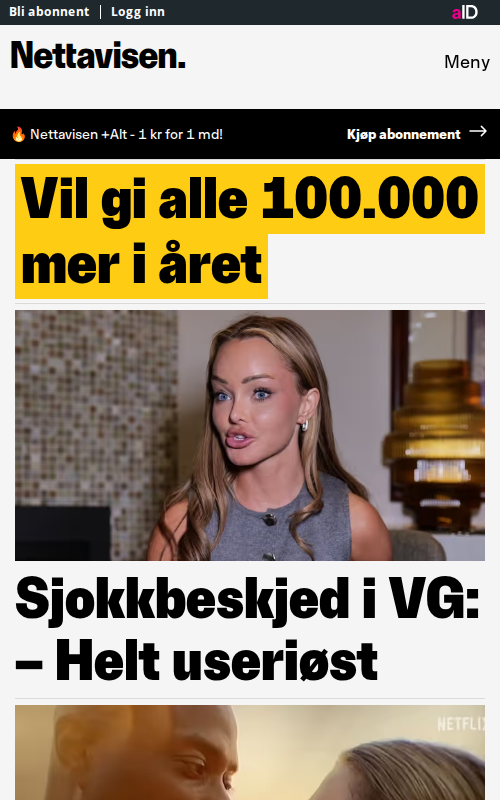 Bli abonnent | Logg inn
aID
Nettavisen.
Meny
🔥 Nettavisen +Alt - 1 kr for 1 md!
Kjøp abonnement →
Vil gi alle 100.000
mer i året
Sjokkbeskjed i VG:
– Helt useriøst